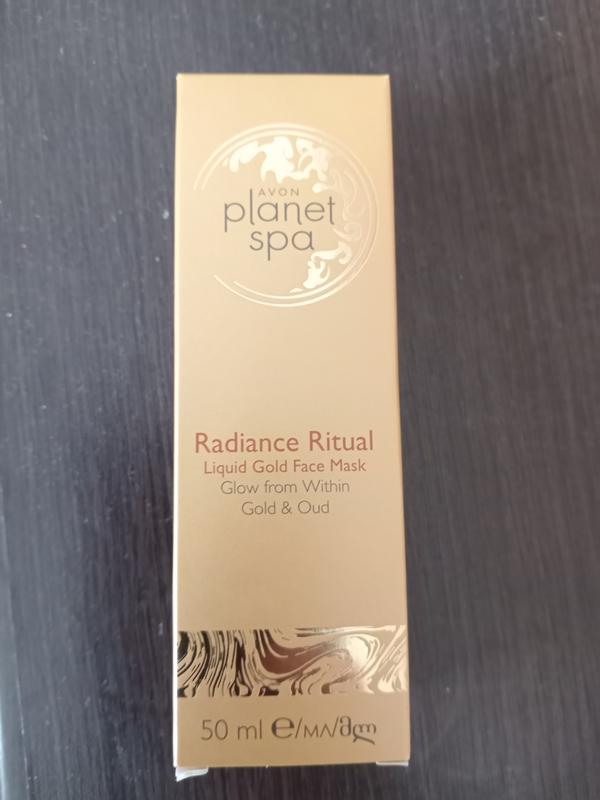 AVON
planet
spa
Radiance Ritual
Liquid Gold Face Mask
Glow from Within
Gold & Oud
50 ml e/мл/მლ